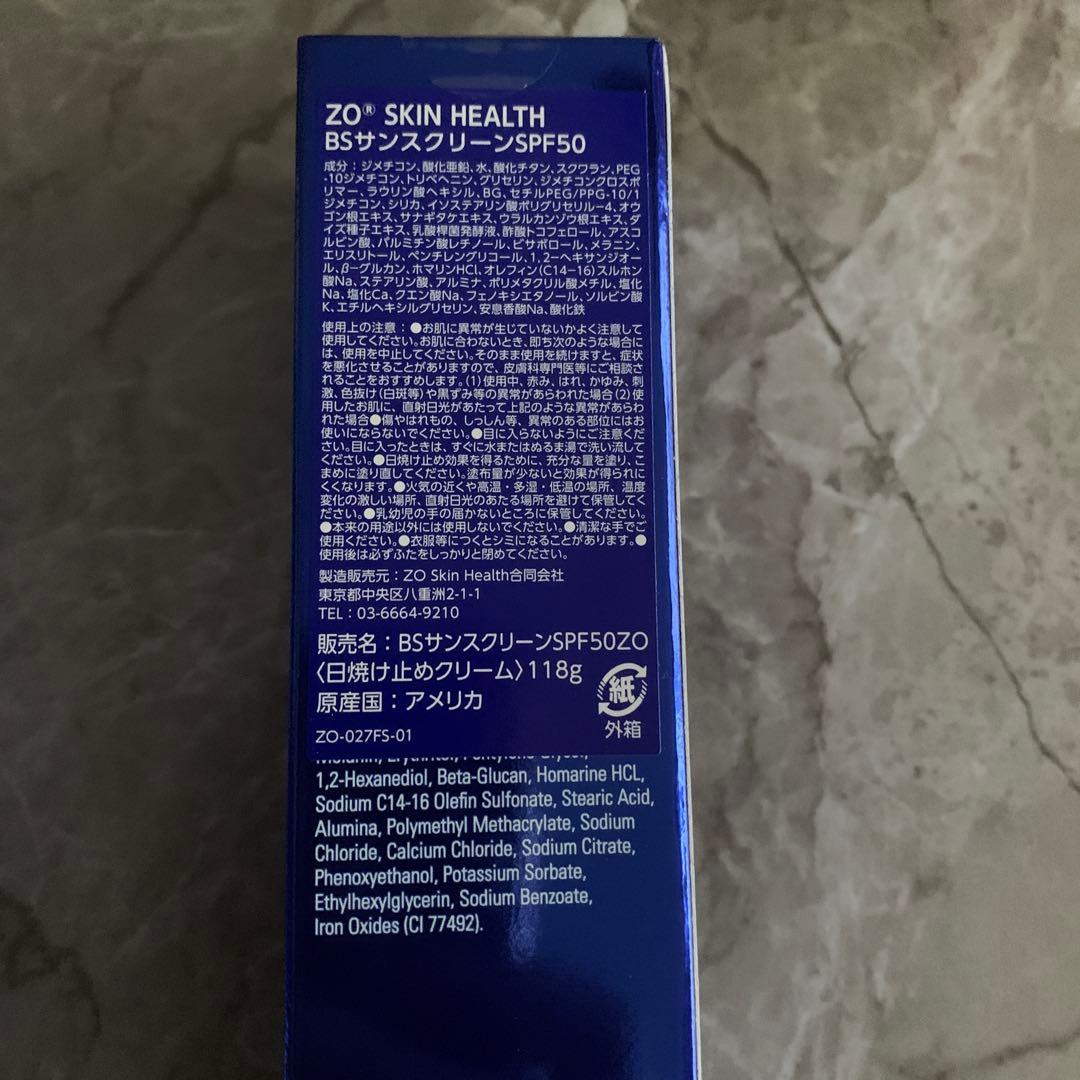 ZO® SKIN HEALTH
BSサンスクリーンSPF50
成分：ジメチコン、酸化亜鉛、水、酸化チタン、スクワラン、PEG
-10ジメチコン、トリベヘニン、グリセリン、ジメチコンクロスポ
リマー、ラウリン酸ヘキシル、BG、セチルPEG/PPG-10/1
ジメチコン、シリカ、イソステアリン酸ポリグリセリル-4、オウ
ゴン根エキス、サナギタケエキス、ウラルカンゾウ根エキス、ダ
イズ種子エキス、乳酸桿菌発酵液、酢酸トコフェロール、アスコ
ルビン酸、パルミチン酸レチノール、ビサボロール、メラニン、
エリスリトール、ペンチレングリコール、1,2-ヘキサンジオー
ル、β-グルカン、ホマリンHCl、オレフィン(C14-16)スルホン
酸Na、ステアリン酸、アルミナ、ポリメタクリル酸メチル、塩化
Na、塩化Ca、クエン酸Na、フェノキシエタノール、ソルビン酸
K、エチルヘキシルグリセリン、安息香酸Na、酸化鉄
使用上の注意：●お肌に異常が生じていないかよく注意して
使用してください。お肌に合わないとき、即ち次のような場合に
は、使用を中止してください。そのまま使用を続けますと、症状
を悪化させることがありますので、皮膚科専門医等にご相談さ
れることをおすすめします。(1)使用中、赤み、はれ、かゆみ、刺
激、色抜け(白斑等)や黒ずみ等の異常があらわれた場合(2)使
用したお肌に、直射日光があたって上記のような異常があらわ
れた場合●傷やはれもの、しっしん等、異常のある部位にはお
使いにならないでください。●目に入らないようにご注意くだ
さい。目に入ったときは、すぐに水またはぬるま湯で洗い流して
ください。●日焼け止め効果を得るために、充分な量を塗り、こ
まめに塗り直してください。塗布量が少ないと効果が得られに
くくなります。●火気の近くや高温・多湿・低温の場所、温度
変化の激しい場所、直射日光のあたる場所を避けて保管してく
ださい。●乳幼児の手の届かないところに保管してください。
●本来の用途以外には使用しないでください。●清潔な手でご
使用ください。●衣服等につくとシミになることがあります。●
使用後は必ずふたをしっかりと閉めてください。
製造販売元：ZO Skin Health合同会社
東京都中央区八重洲2-1-1
TEL：03-6664-9210
販売名：BSサンスクリーンSPF50ZO
〈日焼け止めクリーム〉118g
原産国：アメリカ
紙
外箱
ZO-027FS-01
Melanin, Erythritol, Pentylene Glycol,
1,2-Hexanediol, Beta-Glucan, Homarine HCL,
Sodium C14-16 Olefin Sulfonate, Stearic Acid,
Alumina, Polymethyl Methacrylate, Sodium
Chloride, Calcium Chloride, Sodium Citrate,
Phenoxyethanol, Potassium Sorbate,
Ethylhexylglycerin, Sodium Benzoate,
Iron Oxides (CI 77492).